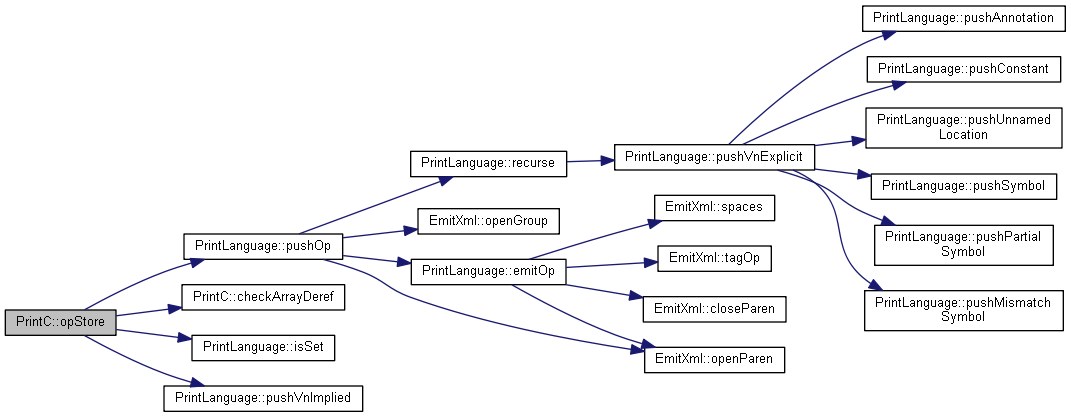 PrintC::opStore
PrintLanguage::pushOp
PrintC::checkArrayDeref
PrintLanguage::isSet
PrintLanguage::pushVnImplied
PrintLanguage::recurse
EmitXml::openGroup
PrintLanguage::emitOp
PrintLanguage::pushVnExplicit
EmitXml::spaces
EmitXml::tagOp
EmitXml::closeParen
EmitXml::openParen
PrintLanguage::pushAnnotation
PrintLanguage::pushConstant
PrintLanguage::pushUnnamed
Location
PrintLanguage::pushSymbol
PrintLanguage::pushPartial
Symbol
PrintLanguage::pushMismatch
Symbol